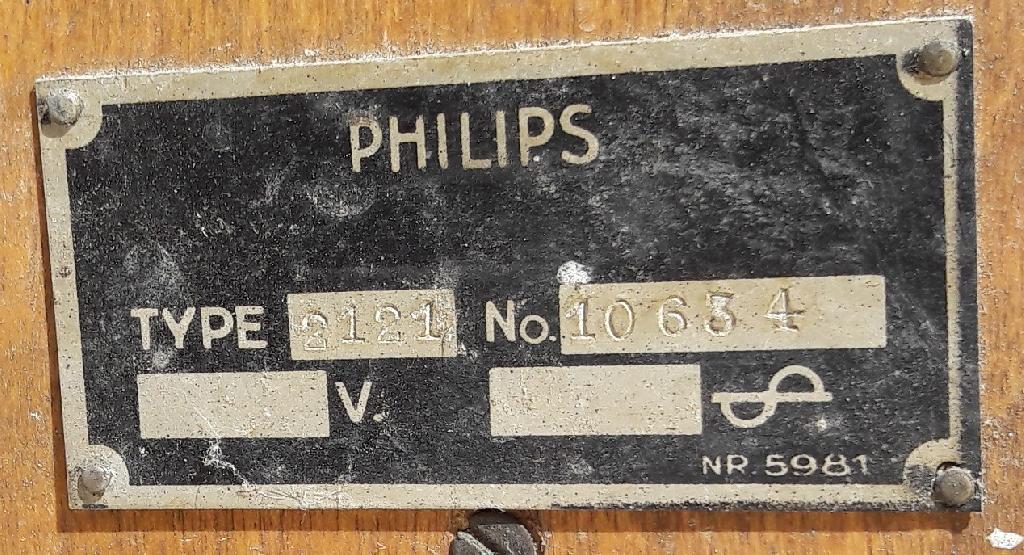 PHILIPS
TYPE 2121 No. 10634
V.
NR. 5981